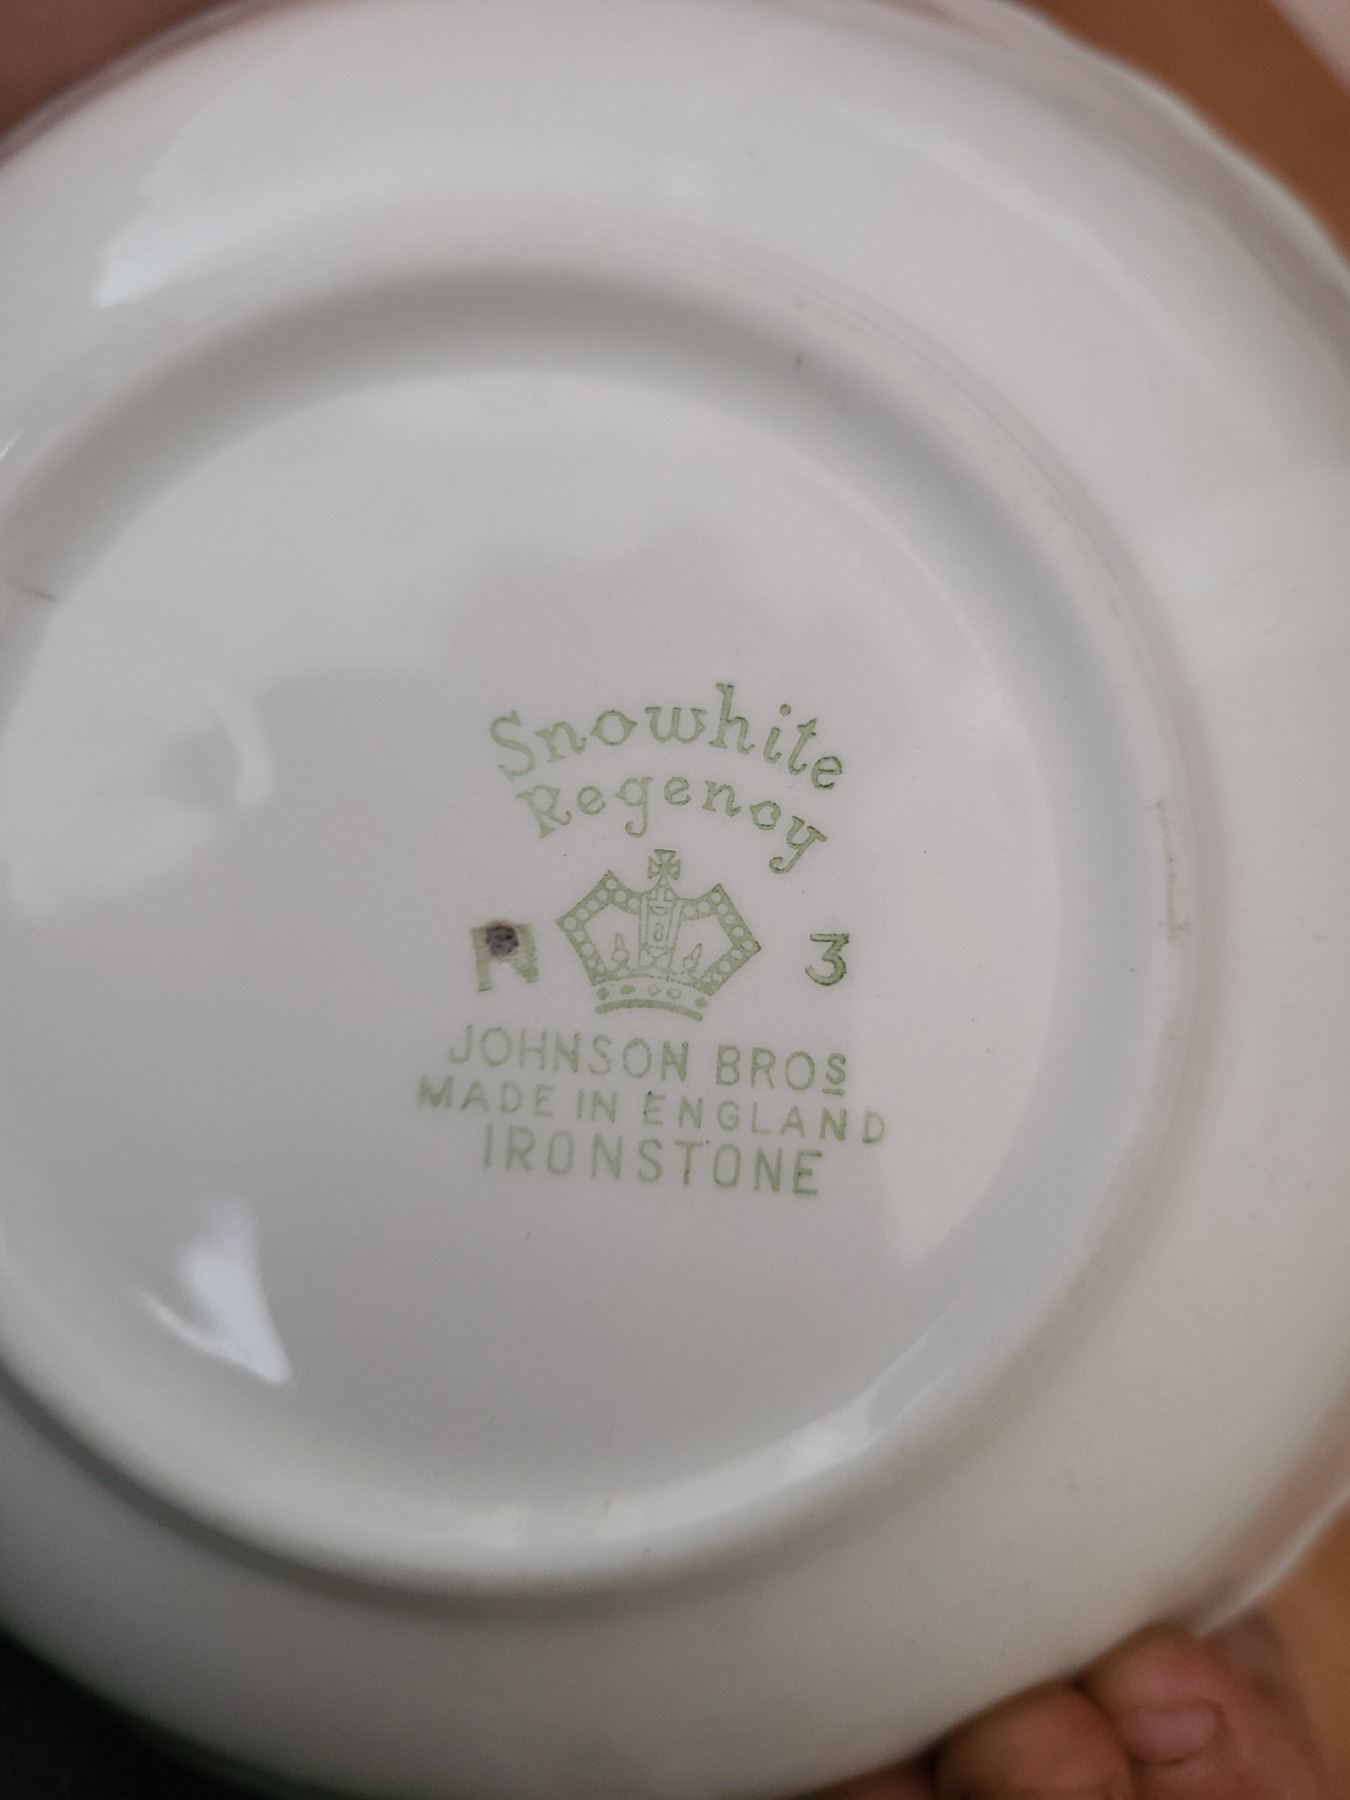 Snowhite
Regency
3
JOHNSON BROS
MADE IN ENGLAND
IRONSTONE